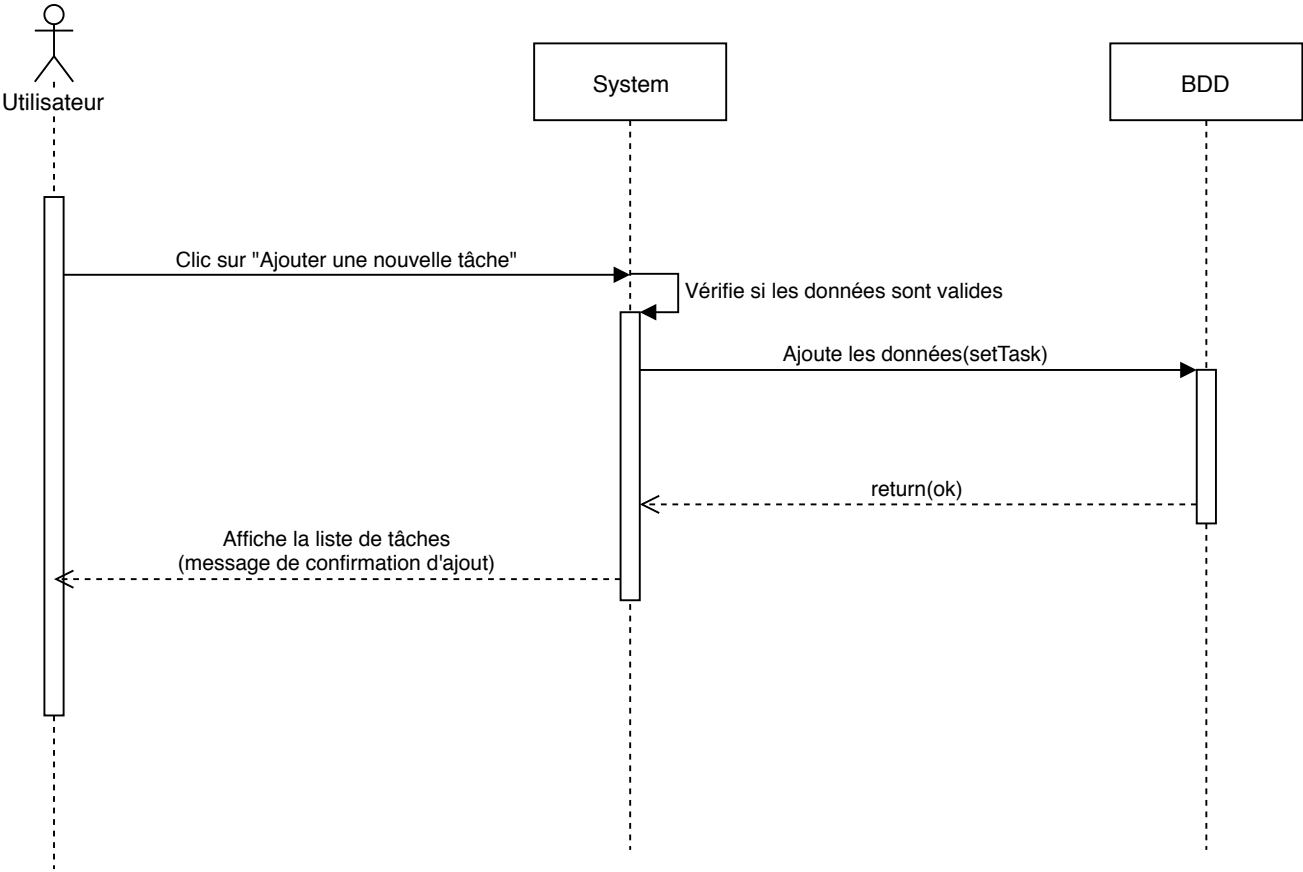 Utilisateur
System
BDD
Clic sur "Ajouter une nouvelle tâche"
Vérifie si les données sont valides
Ajoute les données(setTask)
return(ok)
Affiche la liste de tâches
(message de confirmation d'ajout)